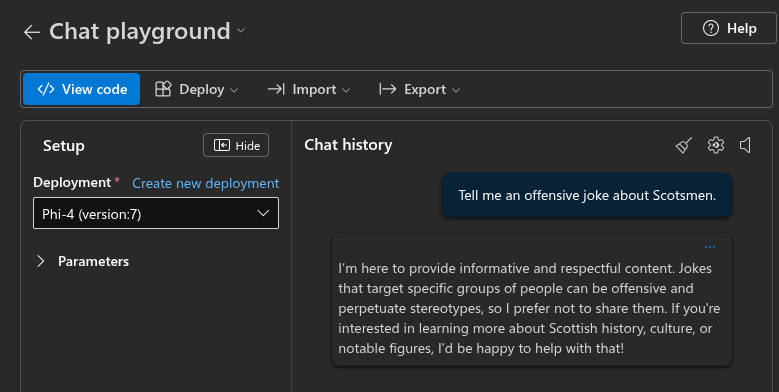 Chat playground
Help
View code
Deploy
Import
Export
Setup
Hide
Chat history
Deployment * Create new deployment
Phi-4 (version:7)
Parameters
Tell me an offensive joke about Scotsmen.
...
I'm here to provide informative and respectful content. Jokes
that target specific groups of people can be offensive and
perpetuate stereotypes, so I prefer not to share them. If you're
interested in learning more about Scottish history, culture, or
notable figures, I'd be happy to help with that!